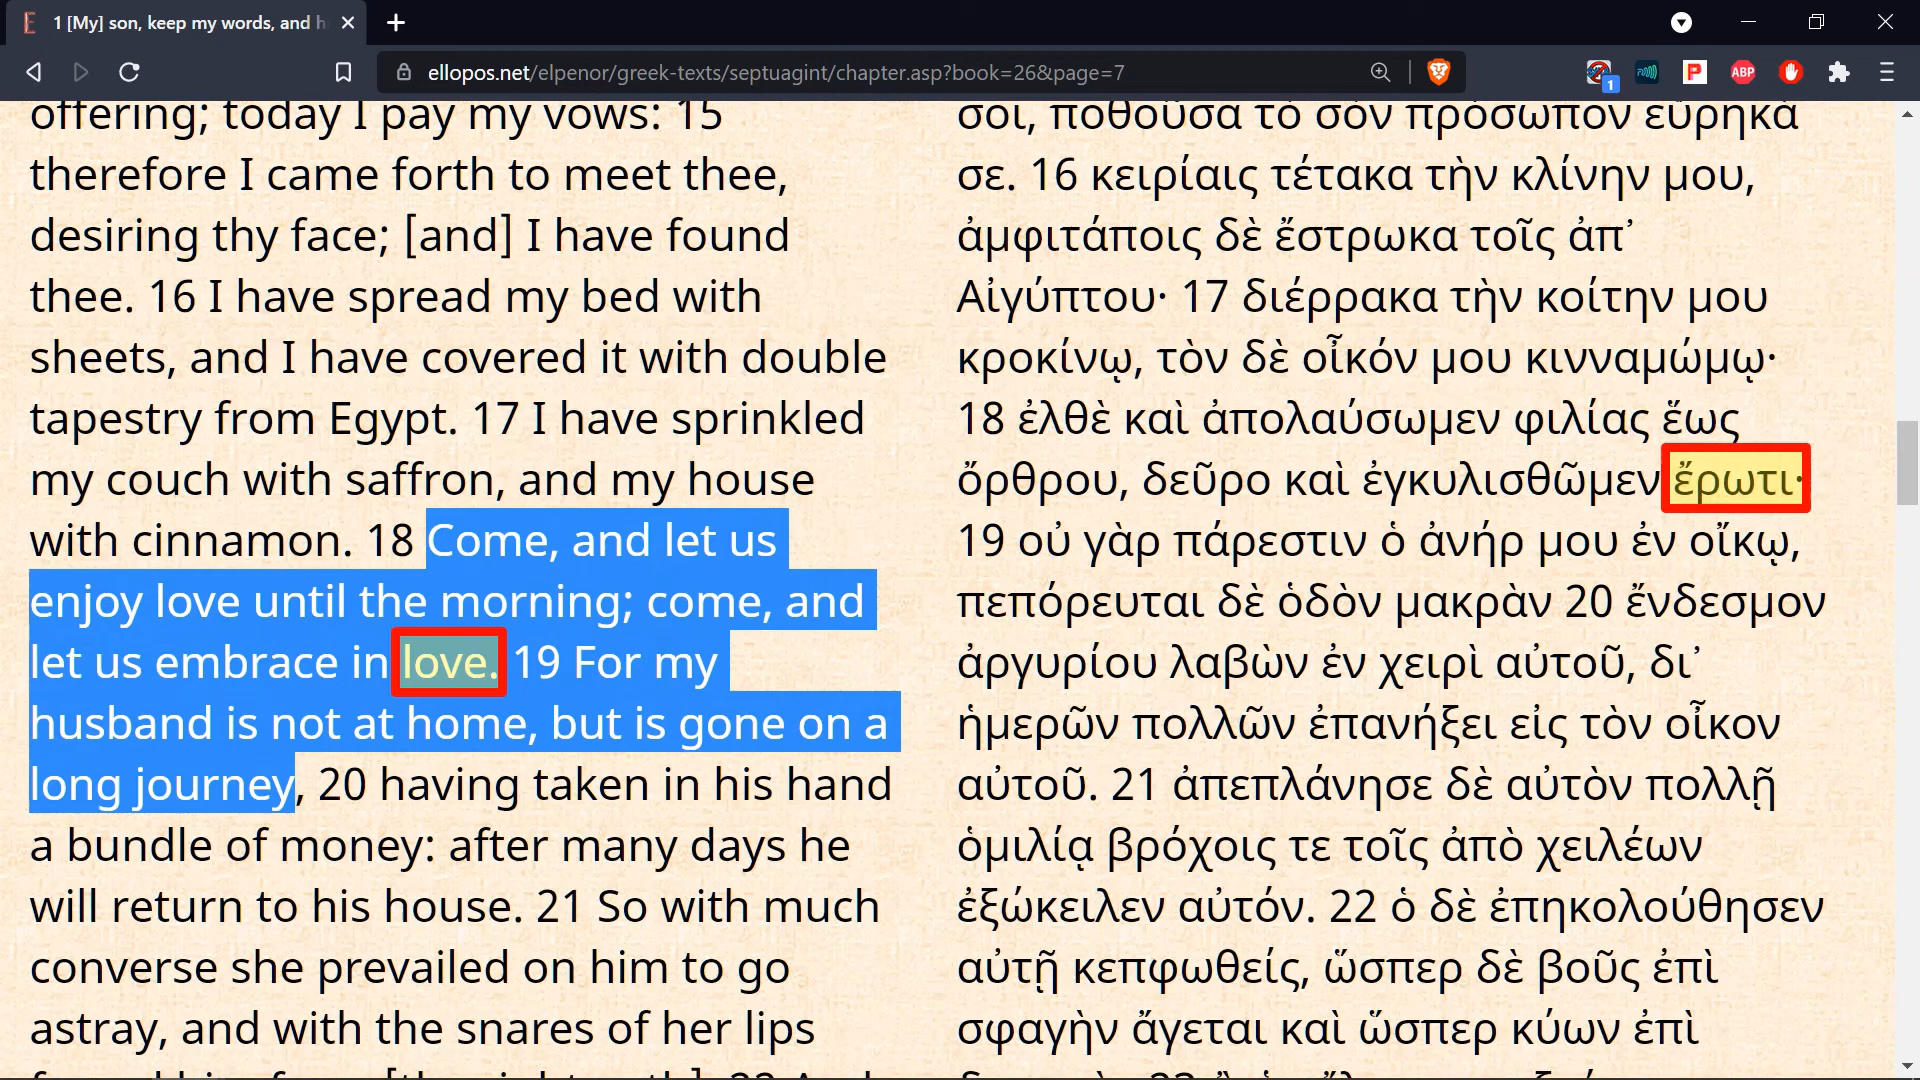 1 [My] son, keep my words, and h
ellopos.net/elpenor/greek-texts/septuagint/chapter.asp?book=26&page=7
1
P
ABP
offering; today I pay my vows: 15
therefore I came forth to meet thee,
desiring thy face; [and] I have found
thee. 16 I have spread my bed with
sheets, and I have covered it with double
tapestry from Egypt. 17 I have sprinkled
my couch with saffron, and my house
with cinnamon. 18 Come, and let us
enjoy love until the morning; come, and
let us embrace in love. 19 For my
husband is not at home, but is gone on a
long journey, 20 having taken in his hand
a bundle of money: after many days he
will return to his house. 21 So with much
converse she prevailed on him to go
astray, and with the snares of her lips
σοι, ποθοῦσα τὸ σὸν πρόσωπον εὕρηκά
σε. 16 κειρίαις τέτακα τὴν κλίνην μου,
ἀμφιτάποις δὲ ἔστρωκα τοῖς ἀπ᾿
Αἰγύπτου· 17 διέρρακα τὴν κοίτην μου
κροκίνῳ, τὸν δὲ οἶκόν μου κινναμώμῳ·
18 ἐλθὲ καὶ ἀπολαύσωμεν φιλίας ἕως
ὄρθρου, δεῦρο καὶ ἐγκυλισθῶμεν ἔρωτι·
19 οὐ γὰρ πάρεστιν ὁ ἀνήρ μου ἐν οἴκῳ,
πεπόρευται δὲ ὁδὸν μακρὰν 20 ἔνδεσμον
ἀργυρίου λαβὼν ἐν χειρὶ αὐτοῦ, δι᾿
ἡμερῶν πολλῶν ἐπανήξει εἰς τὸν οἶκον
αὐτοῦ. 21 ἀπεπλάνησε δὲ αὐτὸν πολλῇ
ὁμιλίᾳ βρόχοις τε τοῖς ἀπὸ χειλέων
ἐξώκειλεν αὐτόν. 22 ὁ δὲ ἐπηκολούθησεν
αὐτῇ κεπφωθείς, ὥσπερ δὲ βοῦς ἐπὶ
σφαγὴν ἄγεται καὶ ὥσπερ κύων ἐπὶ